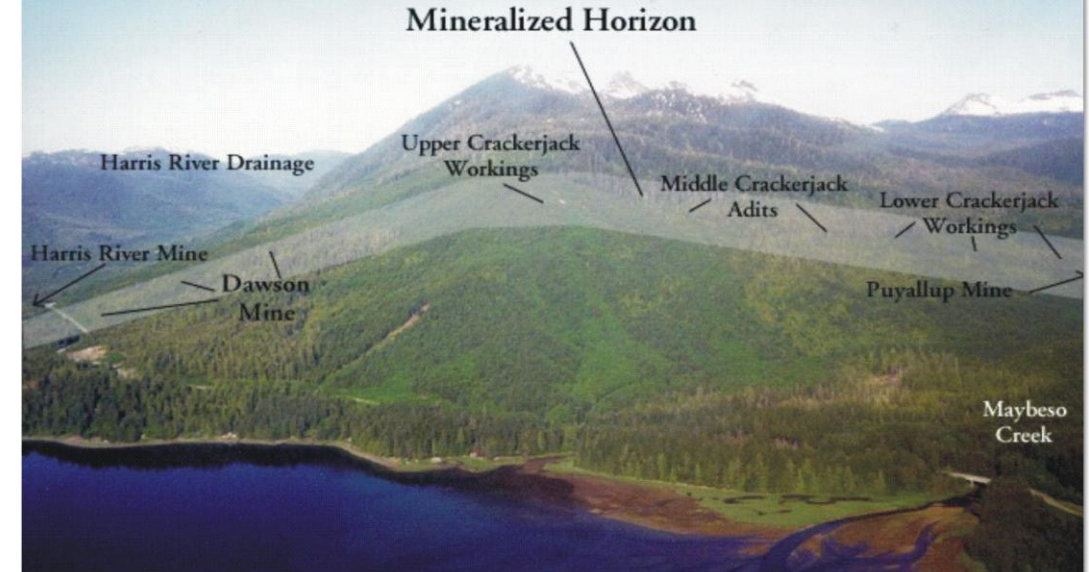 Mineralized Horizon
Upper Crackerjack
Workings
Harris River Drainage
Middle Crackerjack
Adits
Lower Crackerjack
Workings
Harris River Mine
Dawson
Mine
Puyallup Mine
Maybeso
Creek